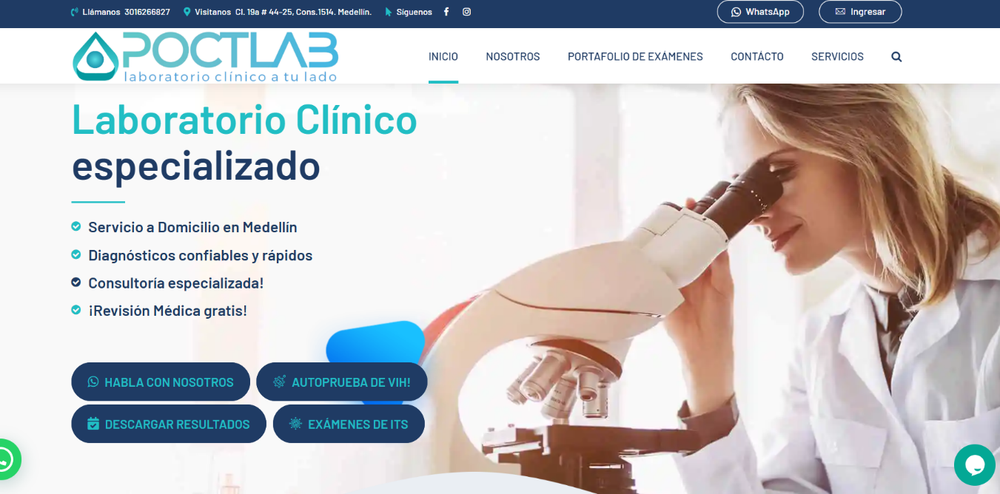 Llámanos 3016266827
Visitanos Cl. 19a # 44-25, Cons.1514. Medellín.
Síguenos
WhatsApp
Ingresar
POCTLAB
laboratorio clínico a tu lado
INICIO
NOSOTROS
PORTAFOLIO DE EXÁMENES
CONTÁCTO
SERVICIOS
Laboratorio Clínico
especializado
Servicio a Domicilio en Medellín
Diagnósticos confiables y rápidos
Consultoría especializada!
¡Revisión Médica gratis!
HABLA CON NOSOTROS
AUTOPRUEBA DE VIH!
DESCARGAR RESULTADOS
EXÁMENES DE ITS